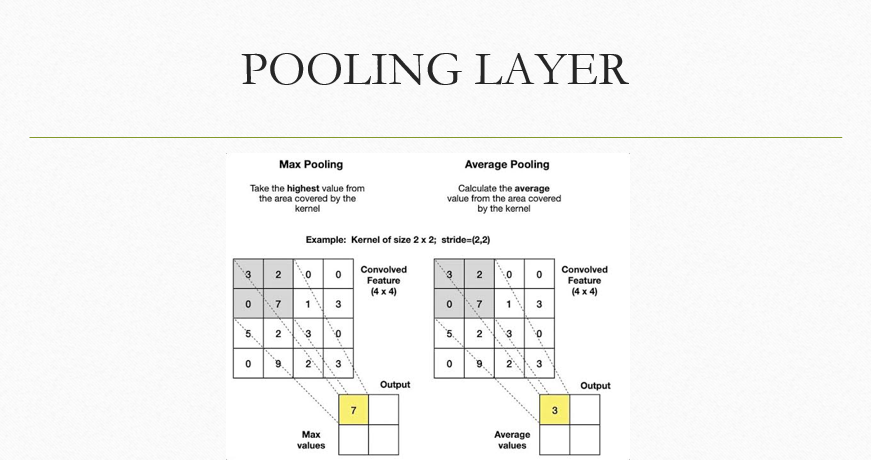 POOLING LAYER
Max Pooling
Take the highest value from
the area covered by the
kernel
Average Pooling
Calculate the average
value from the area covered
by the kernel
Example: Kernel of size 2 x 2; stride=(2,2)
3 2 0 0
0 7 1 3
5 2 3 0
0 9 2 3
Convolved
Feature
(4 x 4)
Output
7
Max
values
3 2 0 0
0 7 1 3
5 2 3 0
0 9 2 3
Convolved
Feature
(4 x 4)
Output
3
Average
values